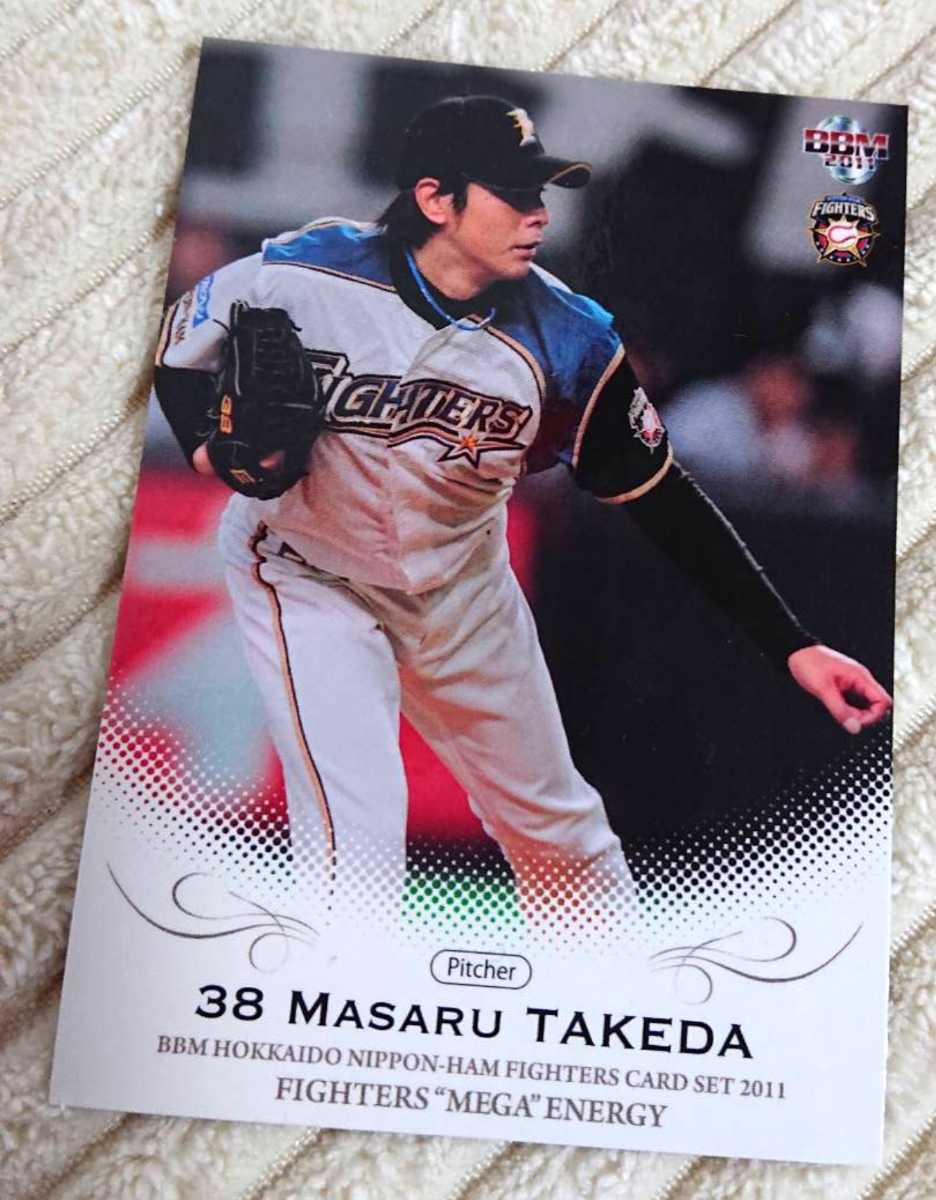 BBM
2011
FIGHTERS
FIGHTERS
Pitcher
38 MASARU TAKEDA
BBM HOKKAIDO NIPPON-HAM FIGHTERS CARD SET 2011
FIGHTERS “MEGA” ENERGY